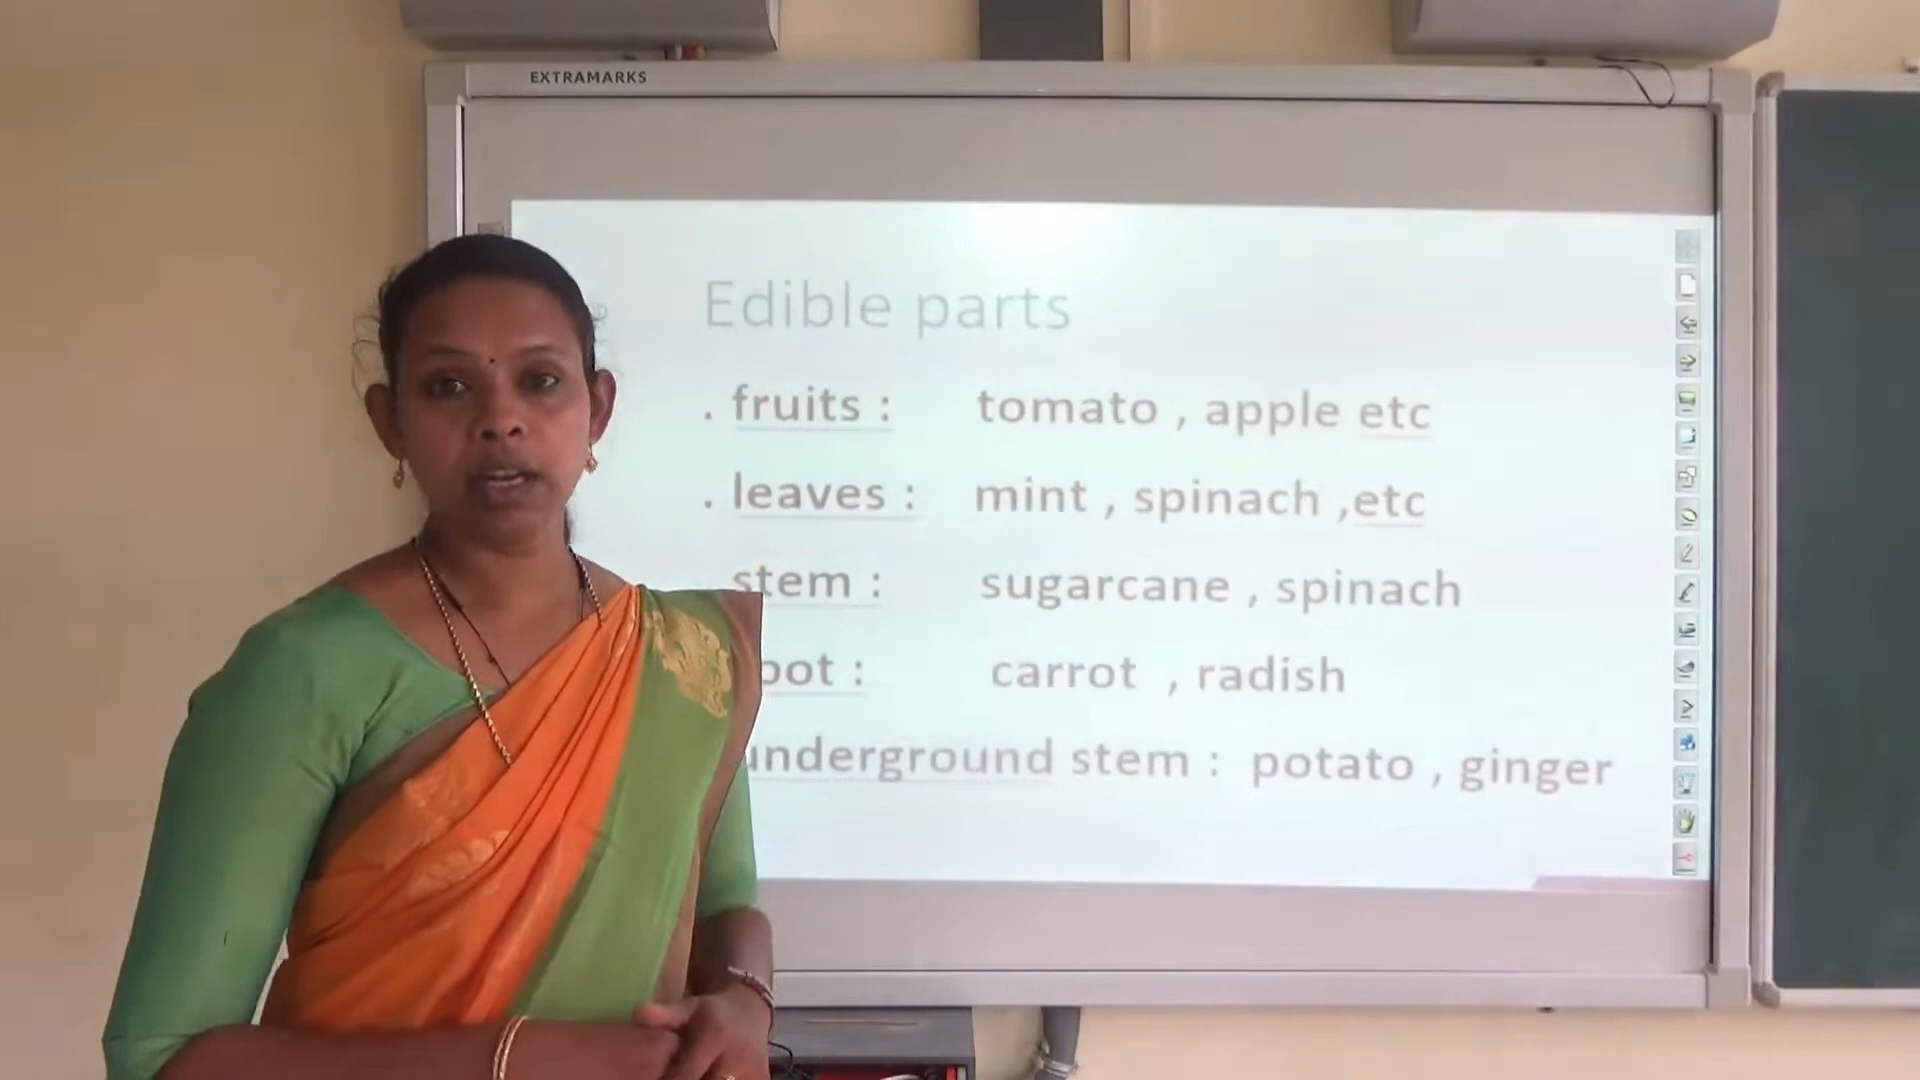 EXTRAMARKS
Edible parts
. fruits : tomato , apple etc
. leaves : mint , spinach ,etc
stem : sugarcane , spinach
oot : carrot , radish
underground stem : potato , ginger